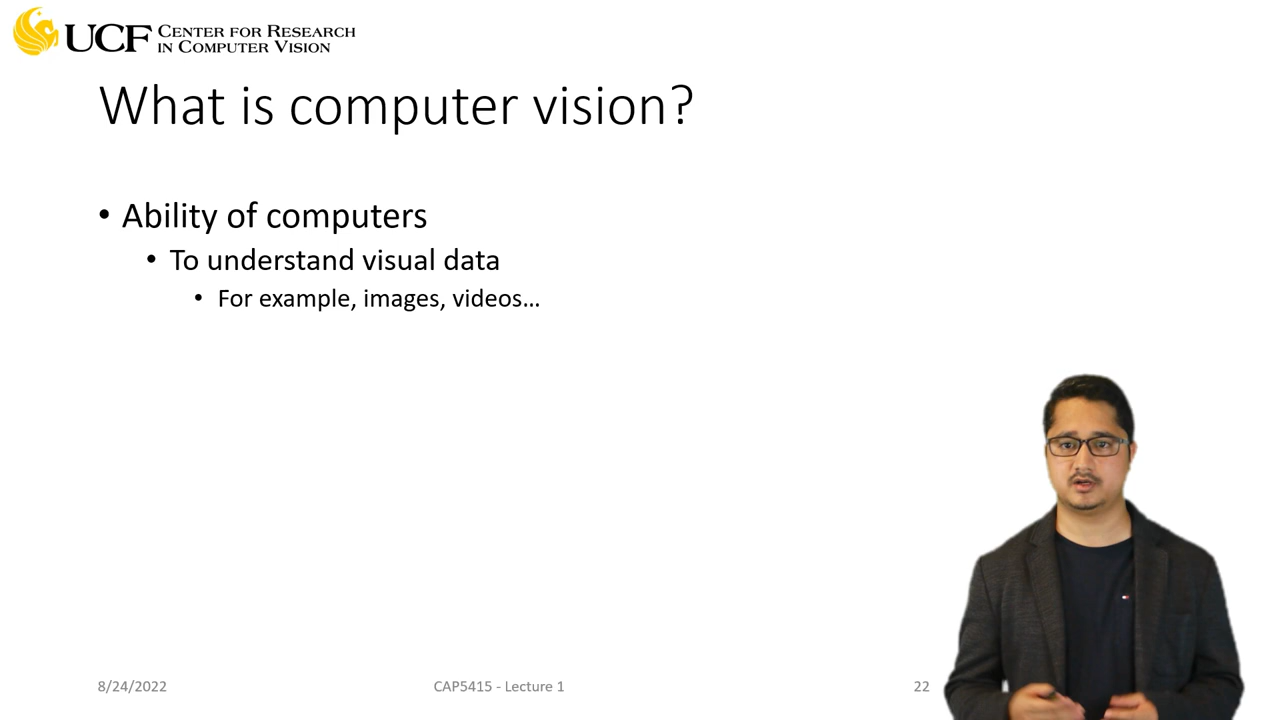 UCF CENTER FOR RESEARCH
IN COMPUTER VISION
What is computer vision?
• Ability of computers
• To understand visual data
• For example, images, videos…
8/24/2022
CAP5415 - Lecture 1
22